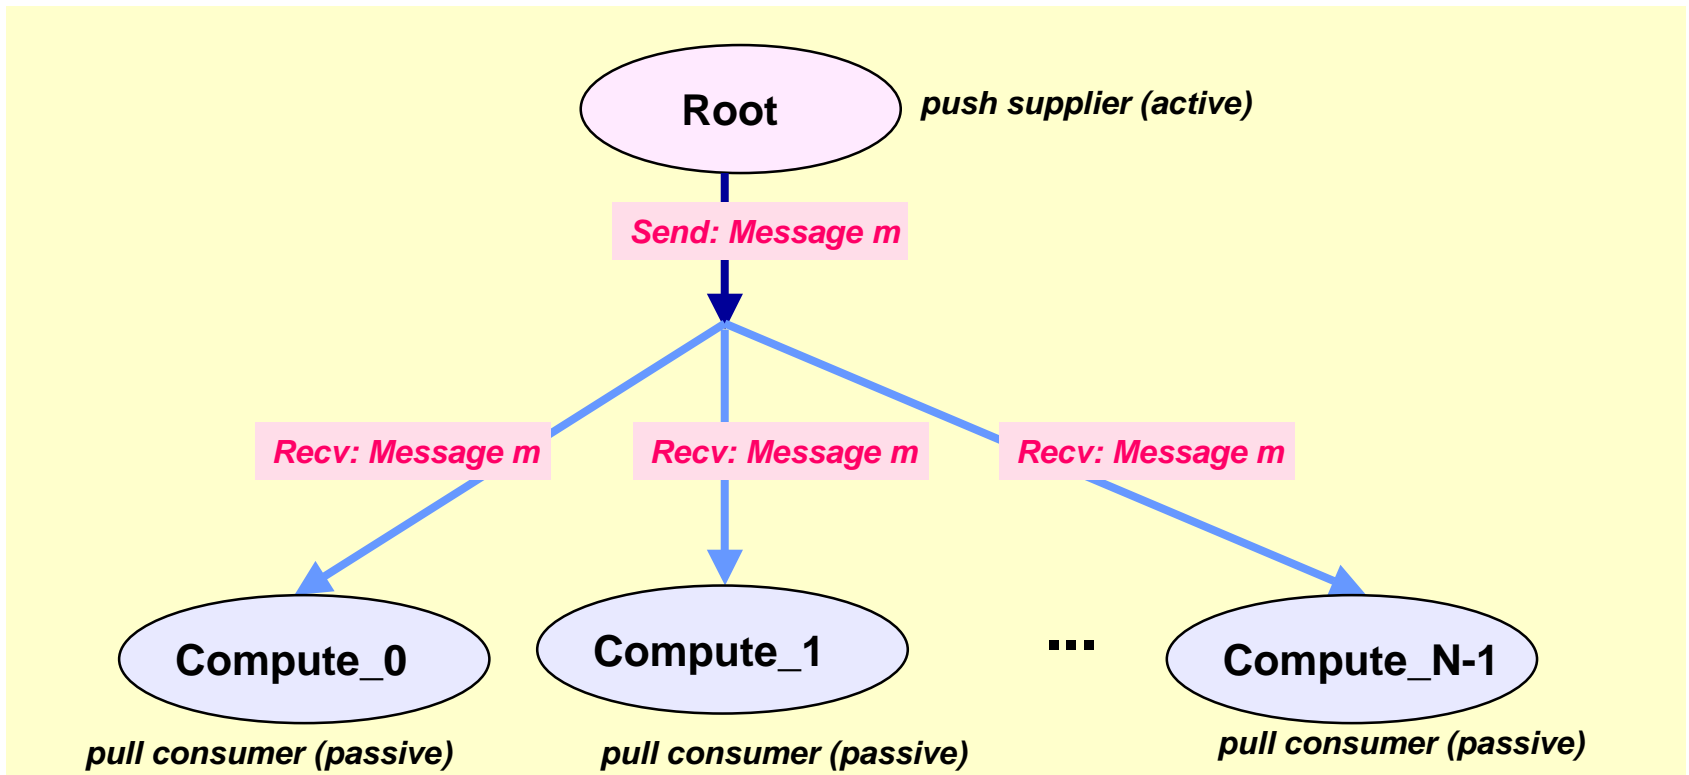 Root
push supplier (active)
Send: Message m
Recv: Message m
Recv: Message m
Recv: Message m
Compute_0
Compute_1
...
Compute_N-1
pull consumer (passive)
pull consumer (passive)
pull consumer (passive)